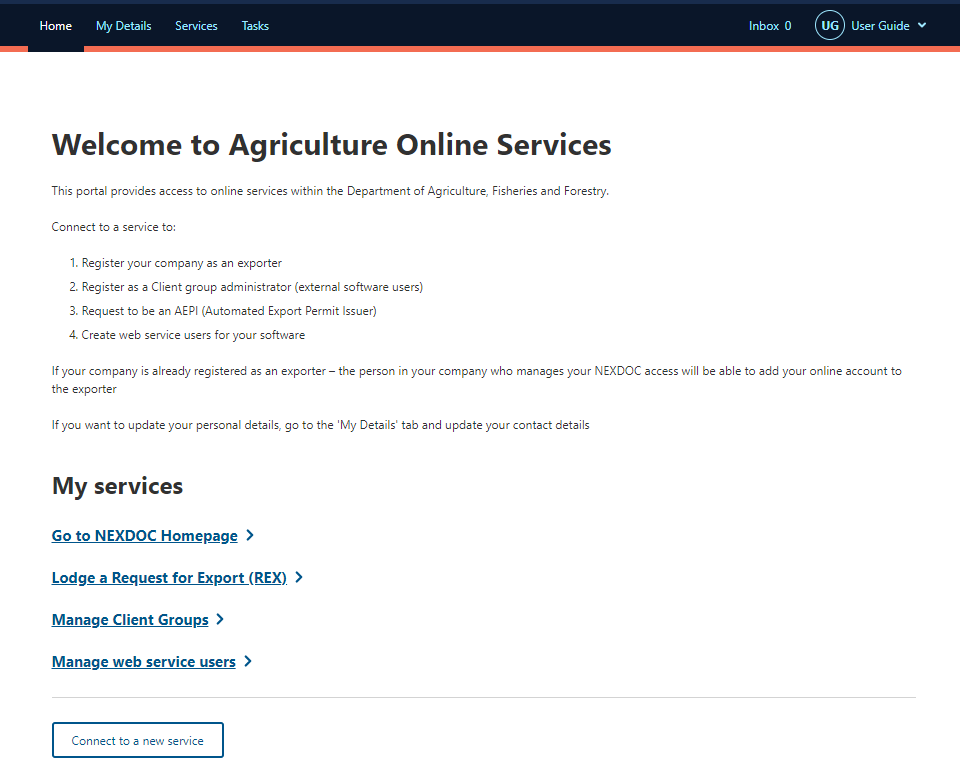 Home My Details Services Tasks Inbox 0 UG User Guide
Welcome to Agriculture Online Services
This portal provides access to online services within the Department of Agriculture, Fisheries and Forestry.
Connect to a service to:
1. Register your company as an exporter
2. Register as a Client group administrator (external software users)
3. Request to be an AEPI (Automated Export Permit Issuer)
4. Create web service users for your software
If your company is already registered as an exporter – the person in your company who manages your NEXDOC access will be able to add your online account to
the exporter
If you want to update your personal details, go to the 'My Details' tab and update your contact details
My services
Go to NEXDOC Homepage
Lodge a Request for Export (REX)
Manage Client Groups
Manage web service users
Connect to a new service